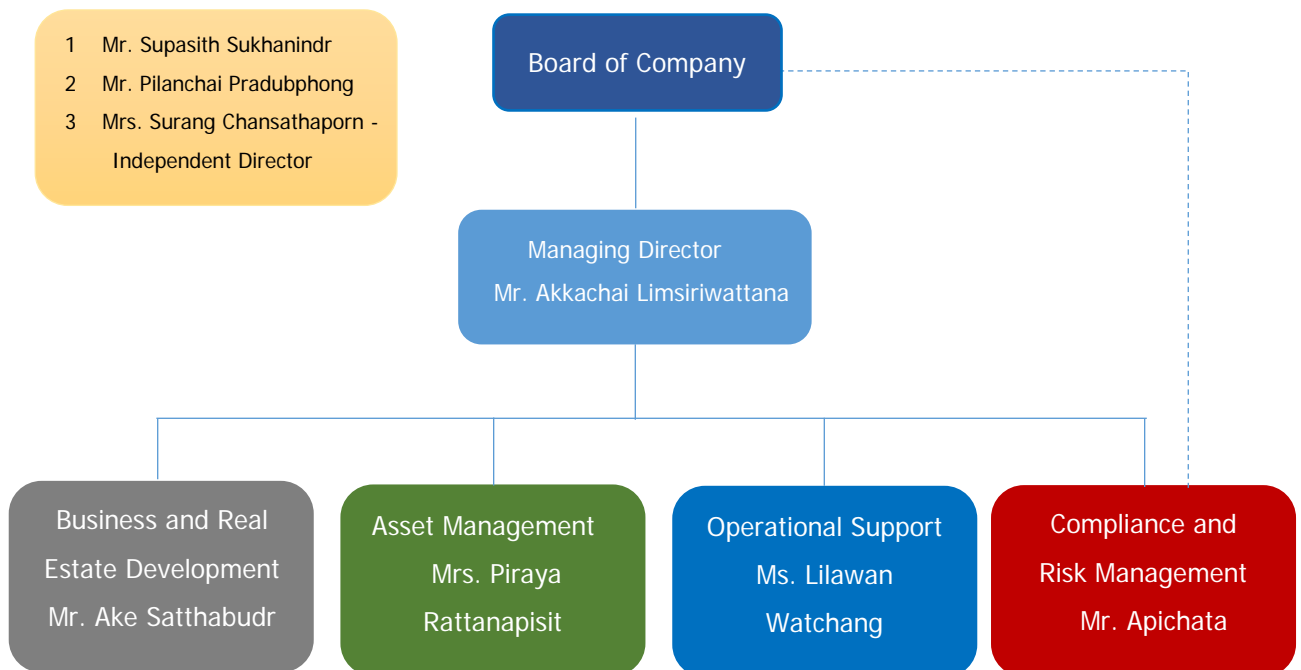 1 Mr. Supasith Sukhanindr
2 Mr. Pilanchai Pradubphong
3 Mrs. Surang Chansathaporn -
Independent Director
Board of Company
Managing Director
Mr. Akkachai Limsiriwattana
Business and Real
Estate Development
Mr. Ake Satthabudr
Asset Management
Mrs. Piraya
Rattanapisit
Operational Support
Ms. Lilawan
Watchang
Compliance and
Risk Management
Mr. Apichata